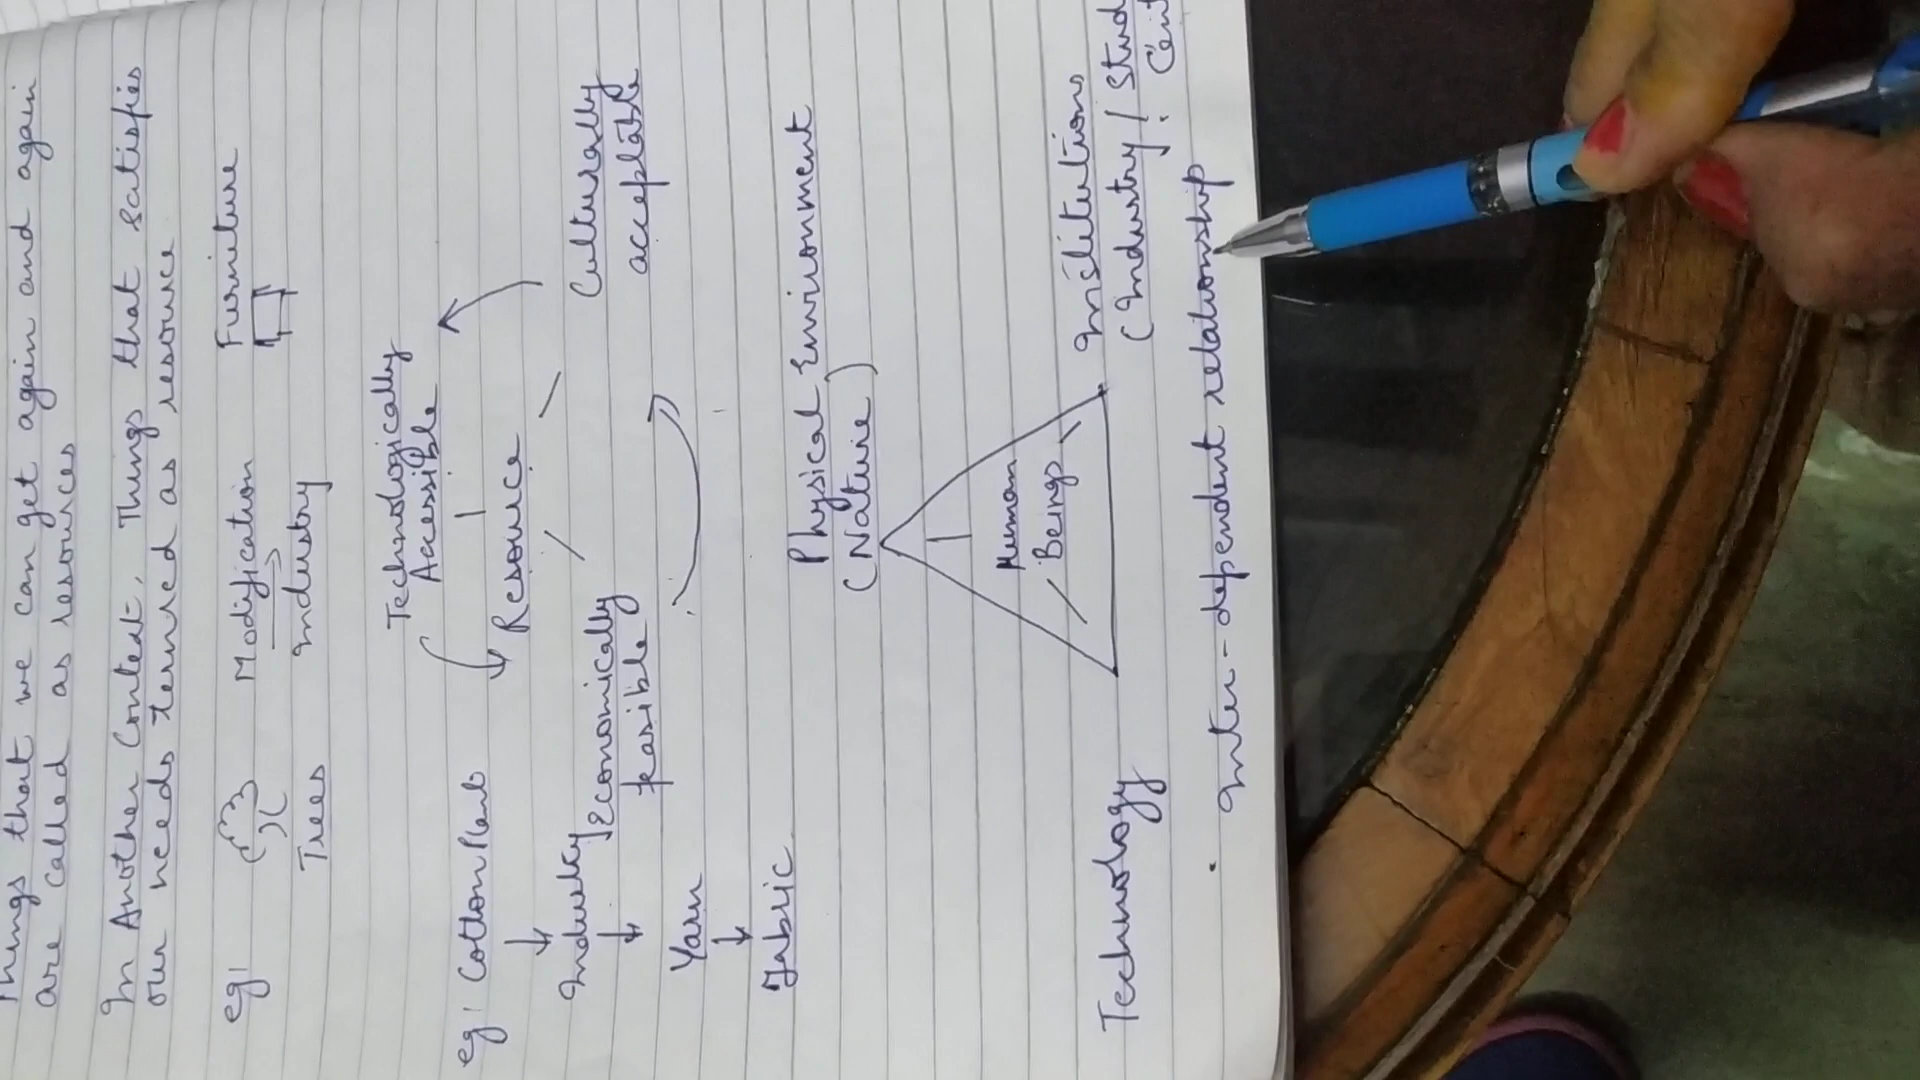 things that we can get again and again
are called as resources
In Another Context, Things that satisfies
our needs termed as resource
eg: Modification Furniture
Trees Industry
Technologically
Accessible
eg: Cotton Plant Resource
Industry Economically Culturally
feasible acceptable
Yarn
Fabric
Physical Environment
(Nature)
Human
Beings
Technology Institutions
(Industry /
Inter-dependent relationship